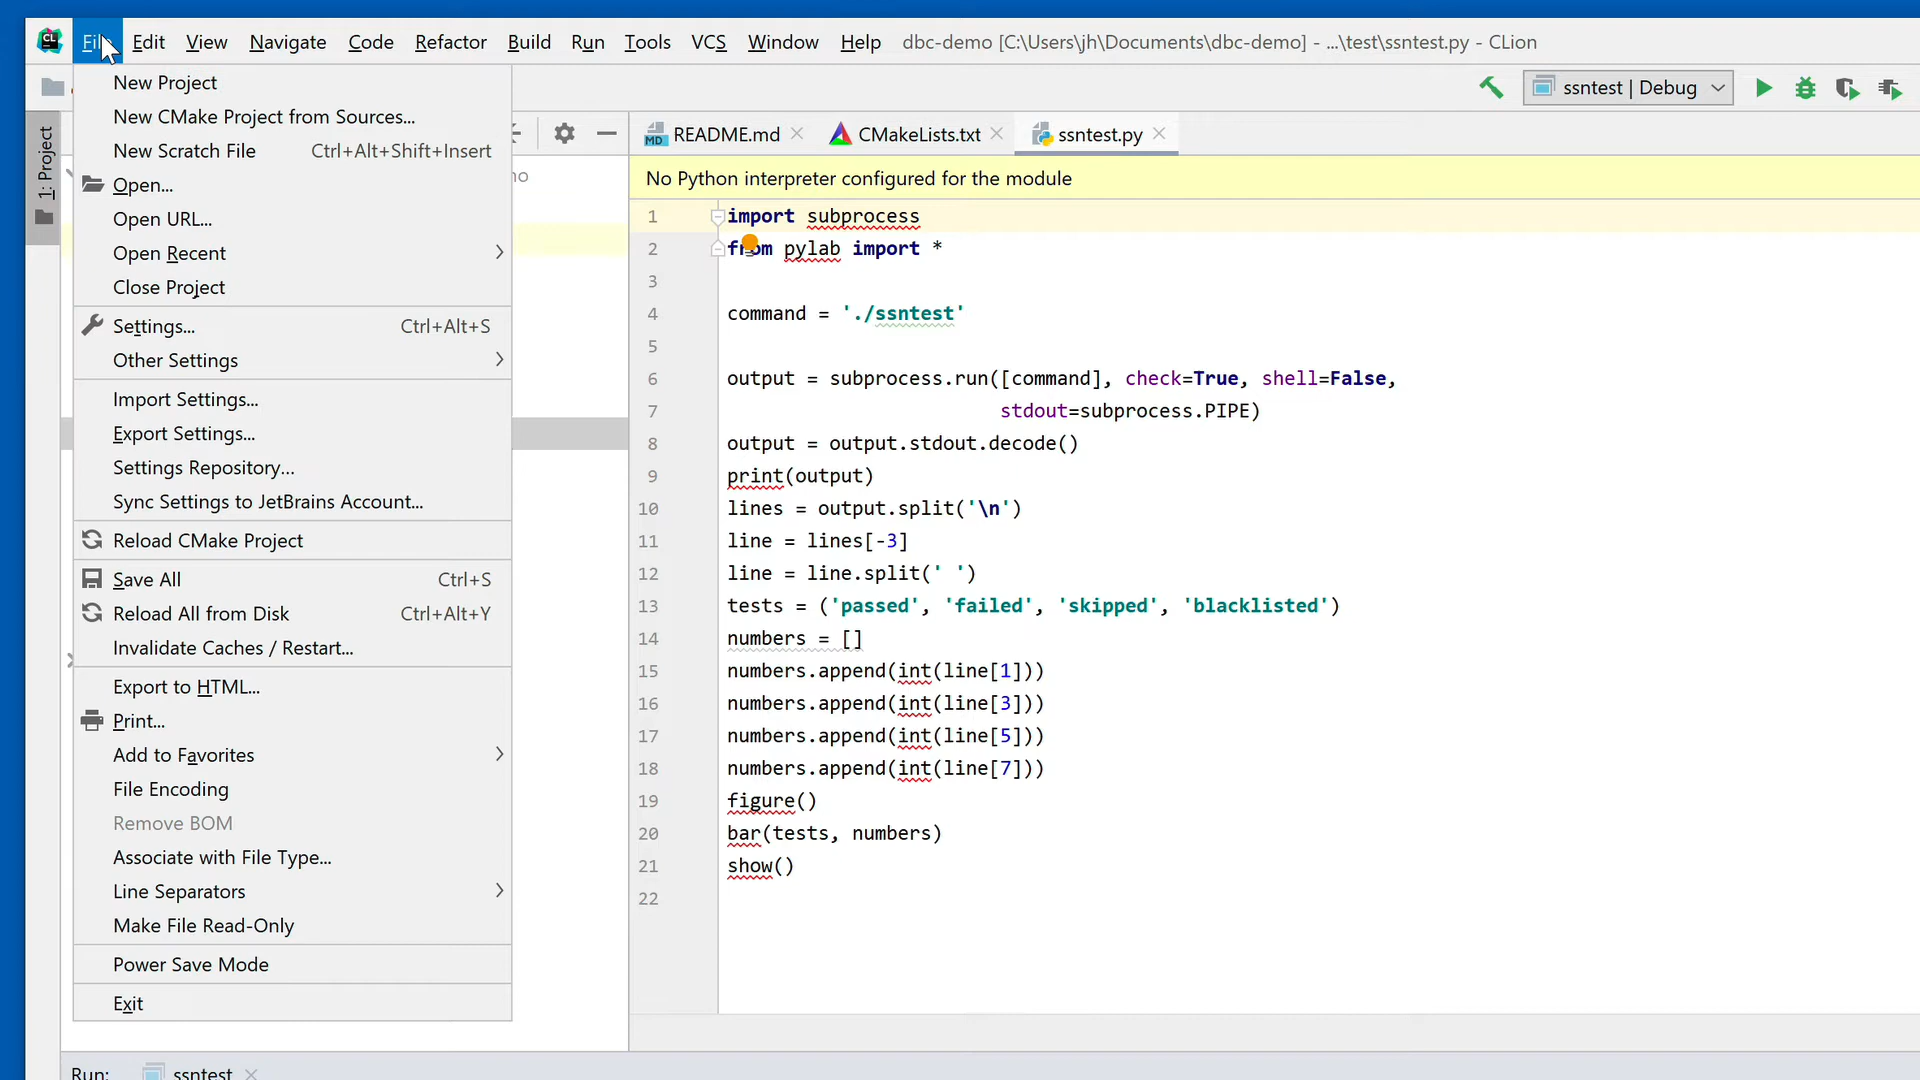 CL File Edit View Navigate Code Refactor Build Run Tools VCS Window Help dbc-demo [C:\Users\jh\Documents\dbc-demo] - ...\test\ssntest.py - CLion
ssntest | Debug
1: Project
New Project
New CMake Project from Sources...
New Scratch File Ctrl+Alt+Shift+Insert
Open...
Open URL...
Open Recent
Close Project
Settings... Ctrl+Alt+S
Other Settings
Import Settings...
Export Settings...
Settings Repository...
Sync Settings to JetBrains Account...
Reload CMake Project
Save All Ctrl+S
Reload All from Disk Ctrl+Alt+Y
Invalidate Caches / Restart...
Export to HTML...
Print...
Add to Favorites
File Encoding
Remove BOM
Associate with File Type...
Line Separators
Make File Read-Only
Power Save Mode
Exit
MD README.md CMakeLists.txt ssntest.py
No Python interpreter configured for the module
1 import subprocess
2 from pylab import *
3
4 command = './ssntest'
5
6 output = subprocess.run([command], check=True, shell=False,
7 stdout=subprocess.PIPE)
8 output = output.stdout.decode()
9 print(output)
10 lines = output.split('\n')
11 line = lines[-3]
12 line = line.split(' ')
13 tests = ('passed', 'failed', 'skipped', 'blacklisted')
14 numbers = []
15 numbers.append(int(line[1]))
16 numbers.append(int(line[3]))
17 numbers.append(int(line[5]))
18 numbers.append(int(line[7]))
19 figure()
20 bar(tests, numbers)
21 show()
22
Run: ssntest